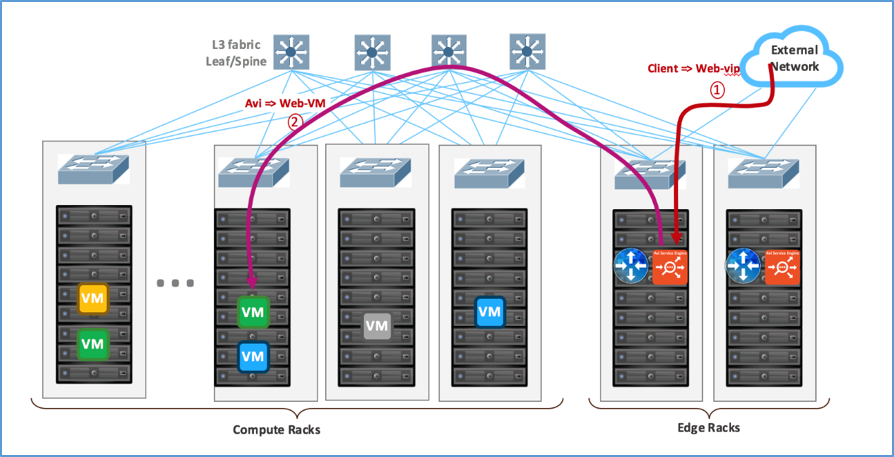 L3 fabric
Leaf/Spine
External
Network
Client => Web-vip
①
Avi => Web-VM
②
Avi Service Engine
Avi Service Engine
VM
VM
VM
VM
VM
VM
Compute Racks
Edge Racks